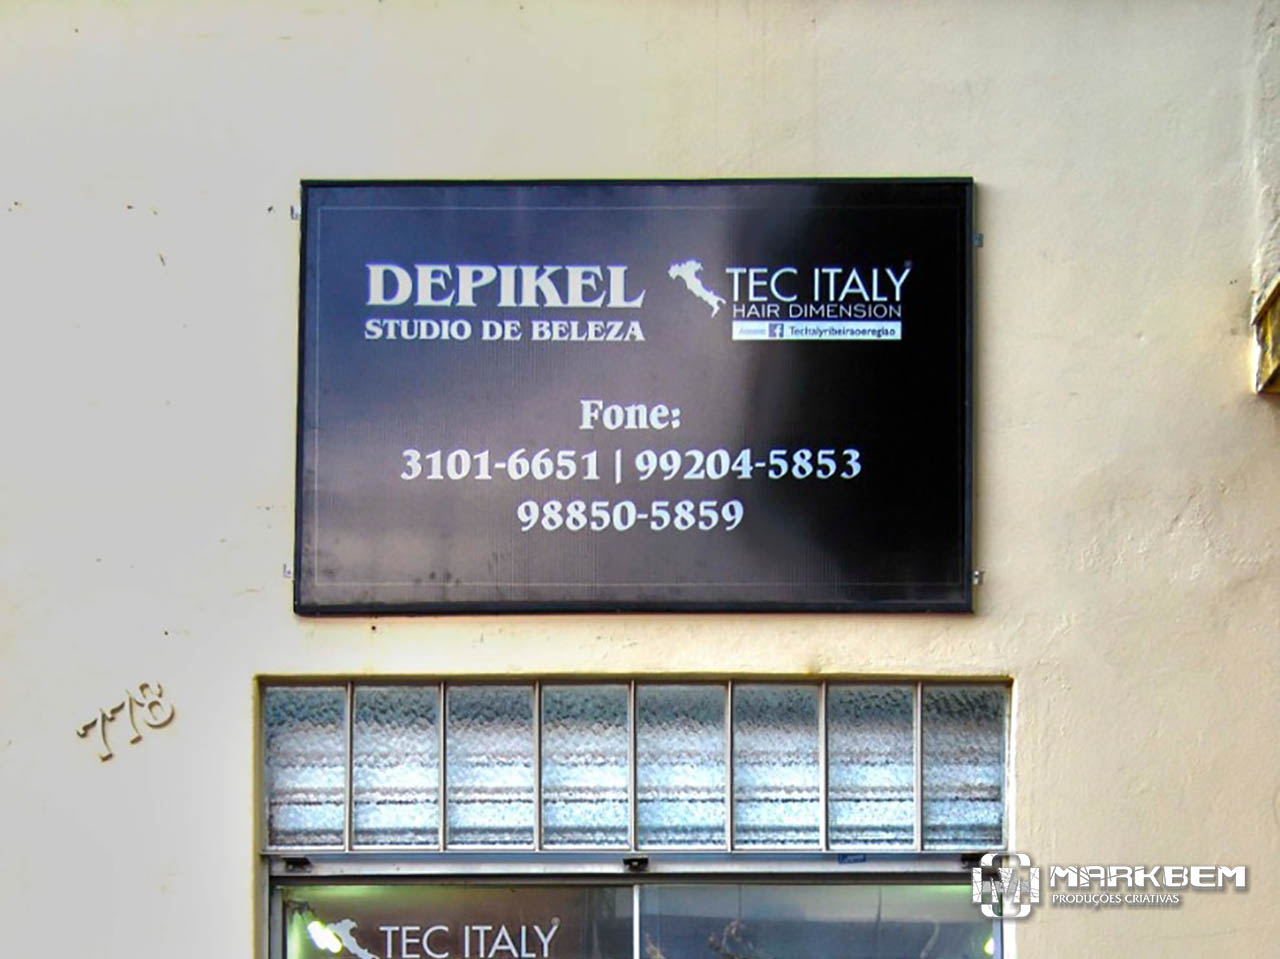 DEPIKEL
STUDIO DE BELEZA
TEC ITALY
HAIR DIMENSION
Tecitalyribeiraoeregiao
Fone:
3101-6651 | 99204-5853
98850-5859
778
TEC ITALY
MARKBEM
PRODUÇÕES CRIATIVAS